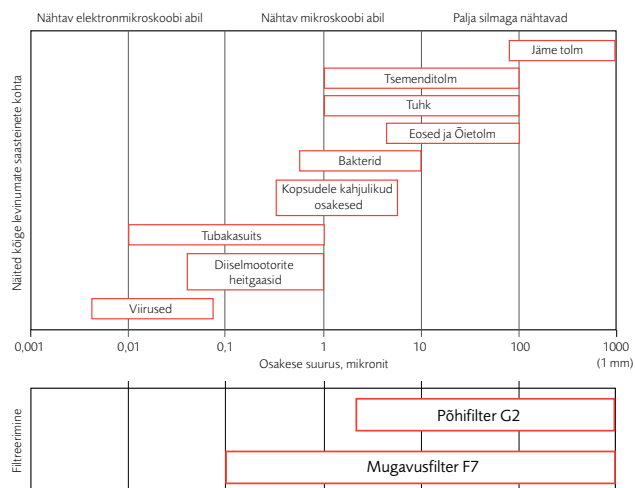 Nähtav elektronmikroskoobi abil
Nähtav mikroskoobi abil
Palja silmaga nähtavad
Näited kõige levinumate saasteinete kohta
Jäme tolm
Tsemenditolm
Tuhk
Eosed ja Õietolm
Bakterid
Kopsudele kahjulikud
osakesed
Tubakasuits
Diiselmootorite
heitgaasid
Viirused
0,001
0,01
0,1
1
10
100
1000
(1 mm)
Osakese suurus, mikronit
Filtreerimine
Põhifilter G2
Mugavusfilter F7